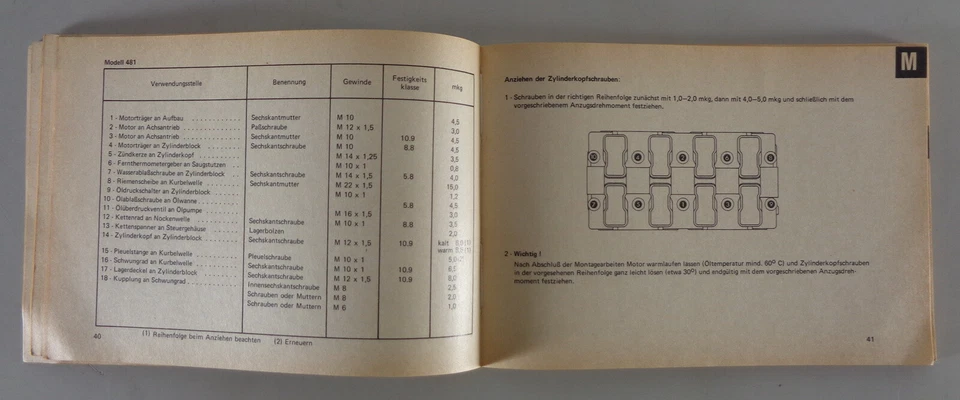 Modell 481
Verwendungsstelle Benennung Gewinde Festigkeits klasse mkg
1 - Motorträger an Aufbau Sechskantmutter M 10 4,5
2 - Motor an Achsantrieb Paßschraube M 12 x 1,5 3,0
3 - Motor an Achsantrieb Sechskantmutter M 10 10.9 4,5
4 - Motorträger an Zylinderblock Sechskantschraube M 10 8.8 4,5
5 - Zündkerze an Zylinderkopf M 14 x 1,25 3,5
6 - Fernthermometergeber an Saugstutzen M 10 x 1 0,8
7 - Wasserablaßschraube an Zylinderblock Sechskantschraube M 14 x 1,5 5.8 4,0
8 - Riemenscheibe an Kurbelwelle Sechskantmutter M 22 x 1,5 15,0
9 - Öldruckschalter an Zylinderblock M 10 x 1 1,2
10 - Ölablaßschraube an Ölwanne 5.8 4,5
11 - Ölüberdruckventil an Ölpumpe M 16 x 1,5 3,0
12 - Kettenrad an Nockenwelle Sechskantschraube M 10 x 1 8.8 3,5
13 - Kettenspanner an Steuergehäuse Lagerbolzen 2,0
14 - Zylinderkopf an Zylinderblock Sechskantschraube M 12 x 1,5 10.9 kalt (1)
warm (1)
15 - Pleuelstange an Kurbelwelle Pleuelschraube M 10 x 1
16 - Schwungrad an Kurbelwelle Sechskantschraube M 10 x 1 10.9
17 - Lagerdeckel an Zylinderblock Sechskantschraube M 12 x 1,5 10.9 8,0
18 - Kupplung an Schwungrad Innensechskantschraube M 8 2,5
Schrauben oder Muttern M 8
Schrauben oder Muttern M 6
(1) Reihenfolge beim Anziehen beachten (2) Erneuern
40
M
Anziehen der Zylinderkopfschrauben:
1 - Schrauben in der richtigen Reihenfolge zunächst mit 1,0–2,0 mkg, dann mit 4,0–5,0 mkg und schließlich mit dem
vorgeschriebenem Anzugsdrehmoment festziehen.
10 4 2 6
7 5 1 3
2 - Wichtig !
Nach Abschluß der Montagearbeiten Motor warmlaufen lassen (Öltemperatur mind. 60° C) und Zylinderkopfschrauben
in der vorgesehenen Reihenfolge ganz leicht lösen (etwa 30°) und endgültig mit dem vorgeschriebenen Anzugsdreh-
moment festziehen.
41